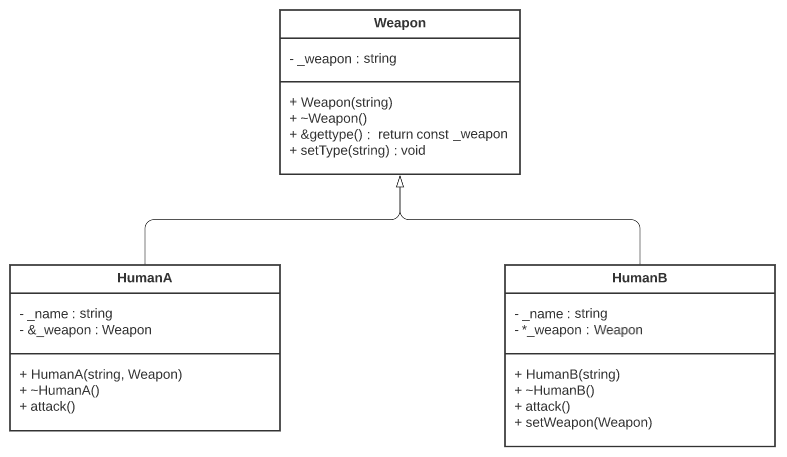 Weapon
- _weapon : string
+ Weapon(string)
+ ~Weapon()
+ &gettype() :  return const _weapon
+ setType(string) : void
HumanA
- _name : string
- &_weapon : Weapon
+ HumanA(string, Weapon)
+ ~HumanA()
+ attack()
HumanB
- _name : string
- *_weapon : Weapon
+ HumanB(string)
+ ~HumanB()
+ attack()
+ setWeapon(Weapon)